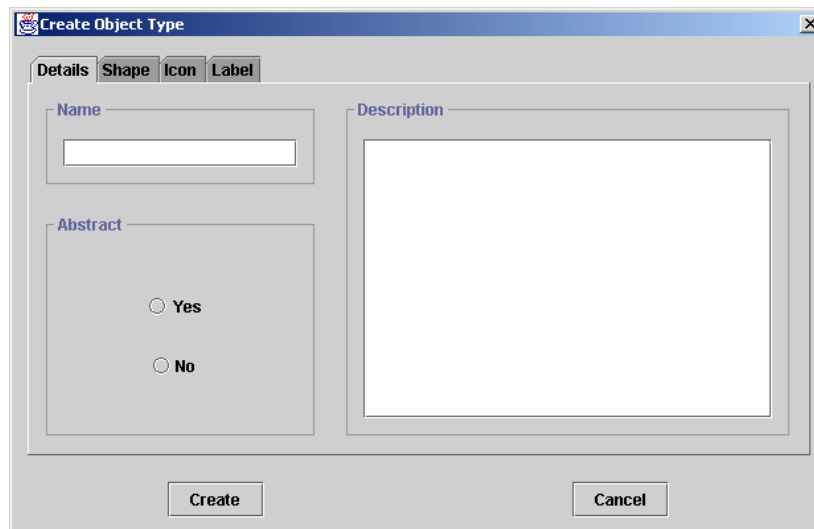 Create Object Type
Details Shape Icon Label
Name
Description
Abstract
Yes
No
Create Cancel